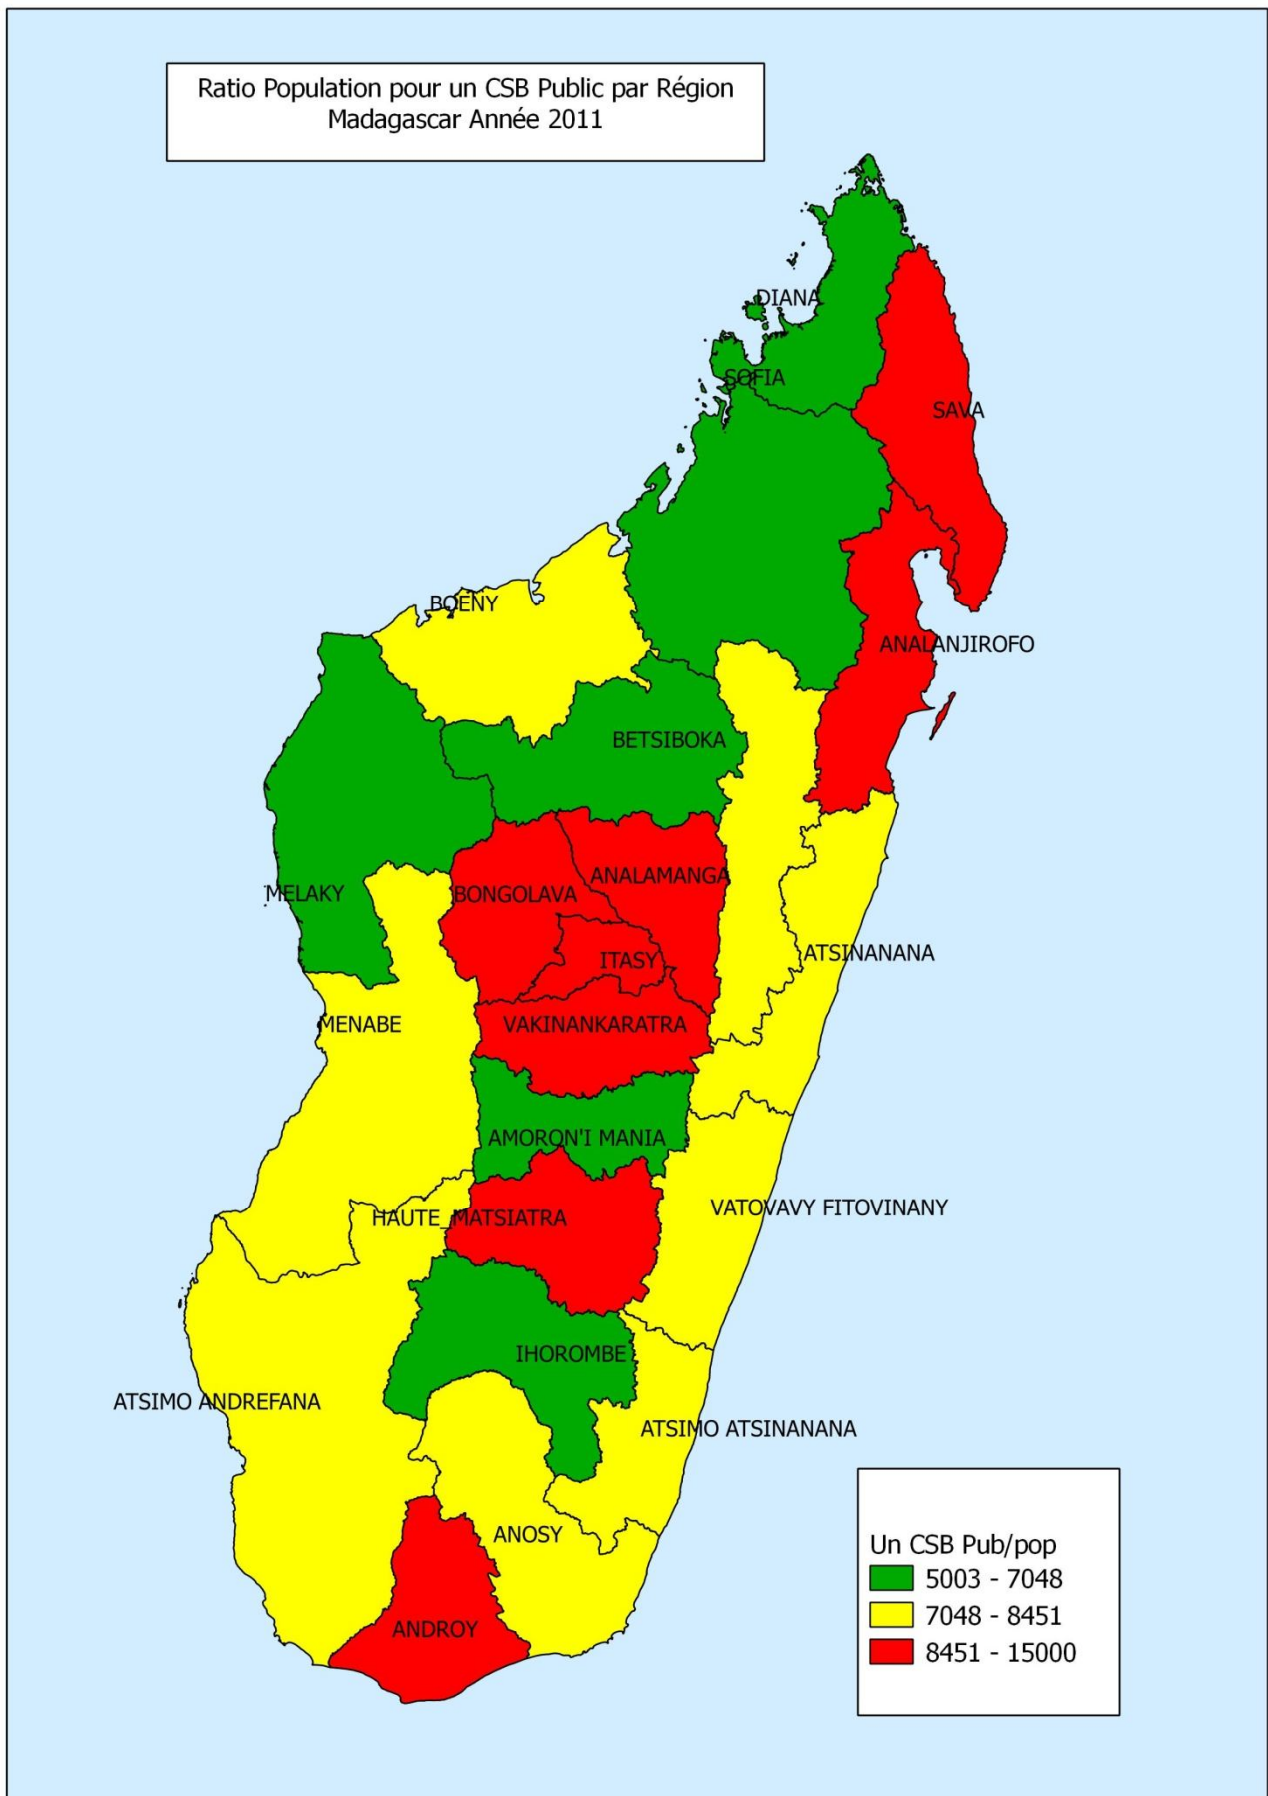 Ratio Population pour un CSB Public par Région
Madagascar Année 2011
DIANA
SOFIA
SAVA
BOENY
ANALANJIROFO
BETSIBOKA
ANALAMANGA
MELAKY
BONGOLAVA
ATSINANANA
ITASY
MENABE
VAKINANKARATRA
AMORON'I MANIA
VATOVAVY FITOVINANY
HAUTE_MATSIATRA
IHOROMBE
ATSIMO ANDREFANA
ATSIMO ATSINANANA
ANOSY
ANDROY
Un CSB Pub/pop
5003 - 7048
7048 - 8451
8451 - 15000